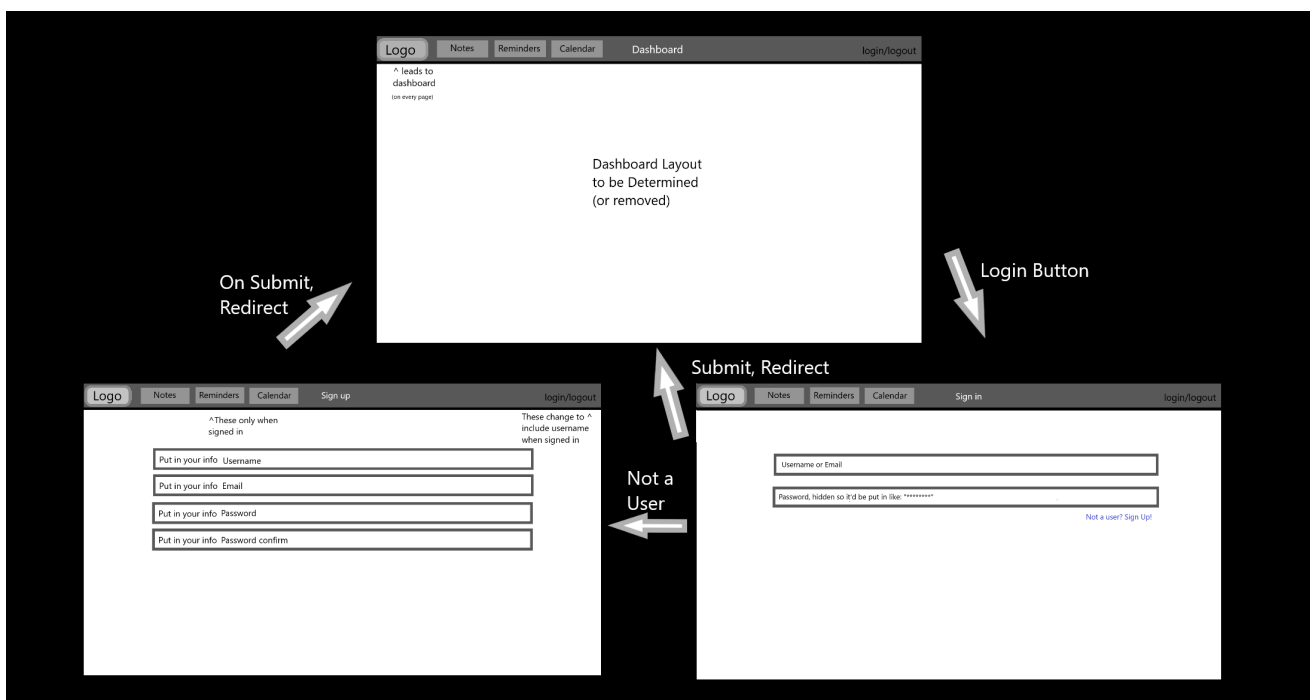 Logo Notes Reminders Calendar Dashboard login/logout
^ leads to
dashboard
(on every page)
Dashboard Layout
to be Determined
(or removed)
On Submit,
Redirect
Login Button
Submit, Redirect
Logo Notes Reminders Calendar Sign up login/logout
^These only when
signed in
These change to ^
include username
when signed in
Put in your info Username
Put in your info Email
Put in your info Password
Put in your info Password confirm
Not a
User
Logo Notes Reminders Calendar Sign in login/logout
Username or Email
Password, hidden so it'd be put in like: "********"
Not a user? Sign Up!